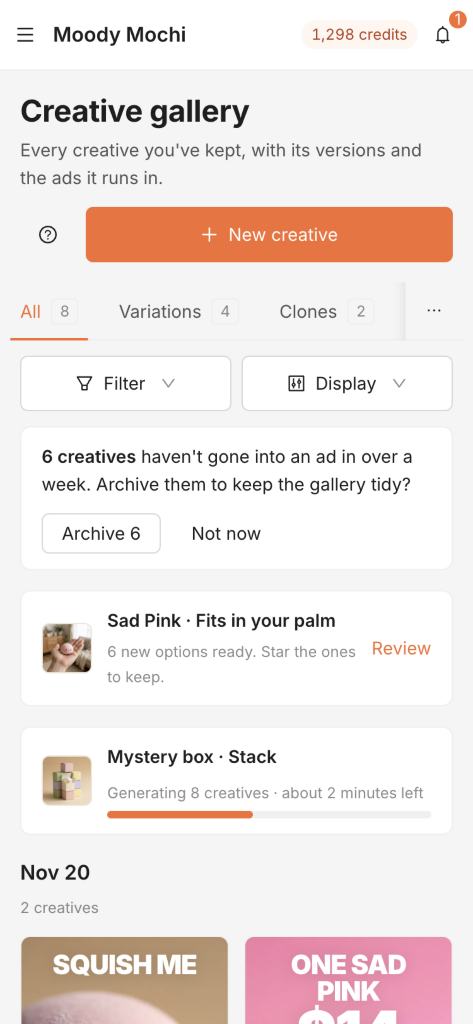 Moody Mochi
1,298 credits
1
Creative gallery
Every creative you've kept, with its versions and
the ads it runs in.
New creative
All 8
Variations 4
Clones 2
...
Filter
Display
6 creatives haven't gone into an ad in over a
week. Archive them to keep the gallery tidy?
Archive 6
Not now
Sad Pink · Fits in your palm
6 new options ready. Star the ones
to keep.
Review
Mystery box · Stack
Generating 8 creatives · about 2 minutes left
Nov 20
2 creatives
SQUISH ME
ONE SAD
PINK
$14